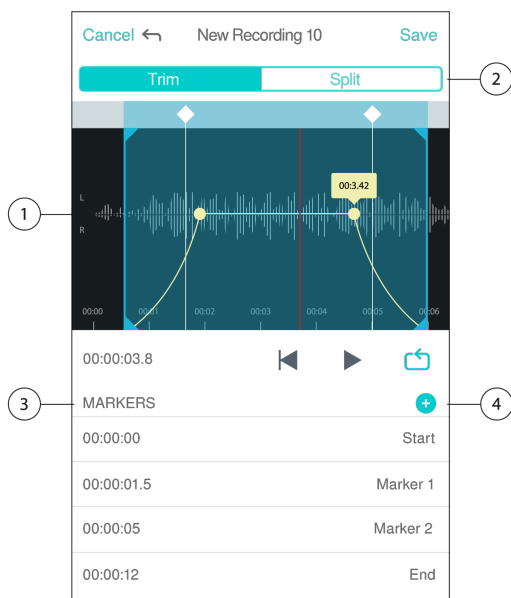 Cancel New Recording 10 Save
Trim Split
2
00:3.42
1
L
R
00:00 00:01 00:02 00:03 00:04 00:05 00:06
00:00:03.8
3 MARKERS + 4
00:00:00 Start
00:00:01.5 Marker 1
00:00:05 Marker 2
00:00:12 End